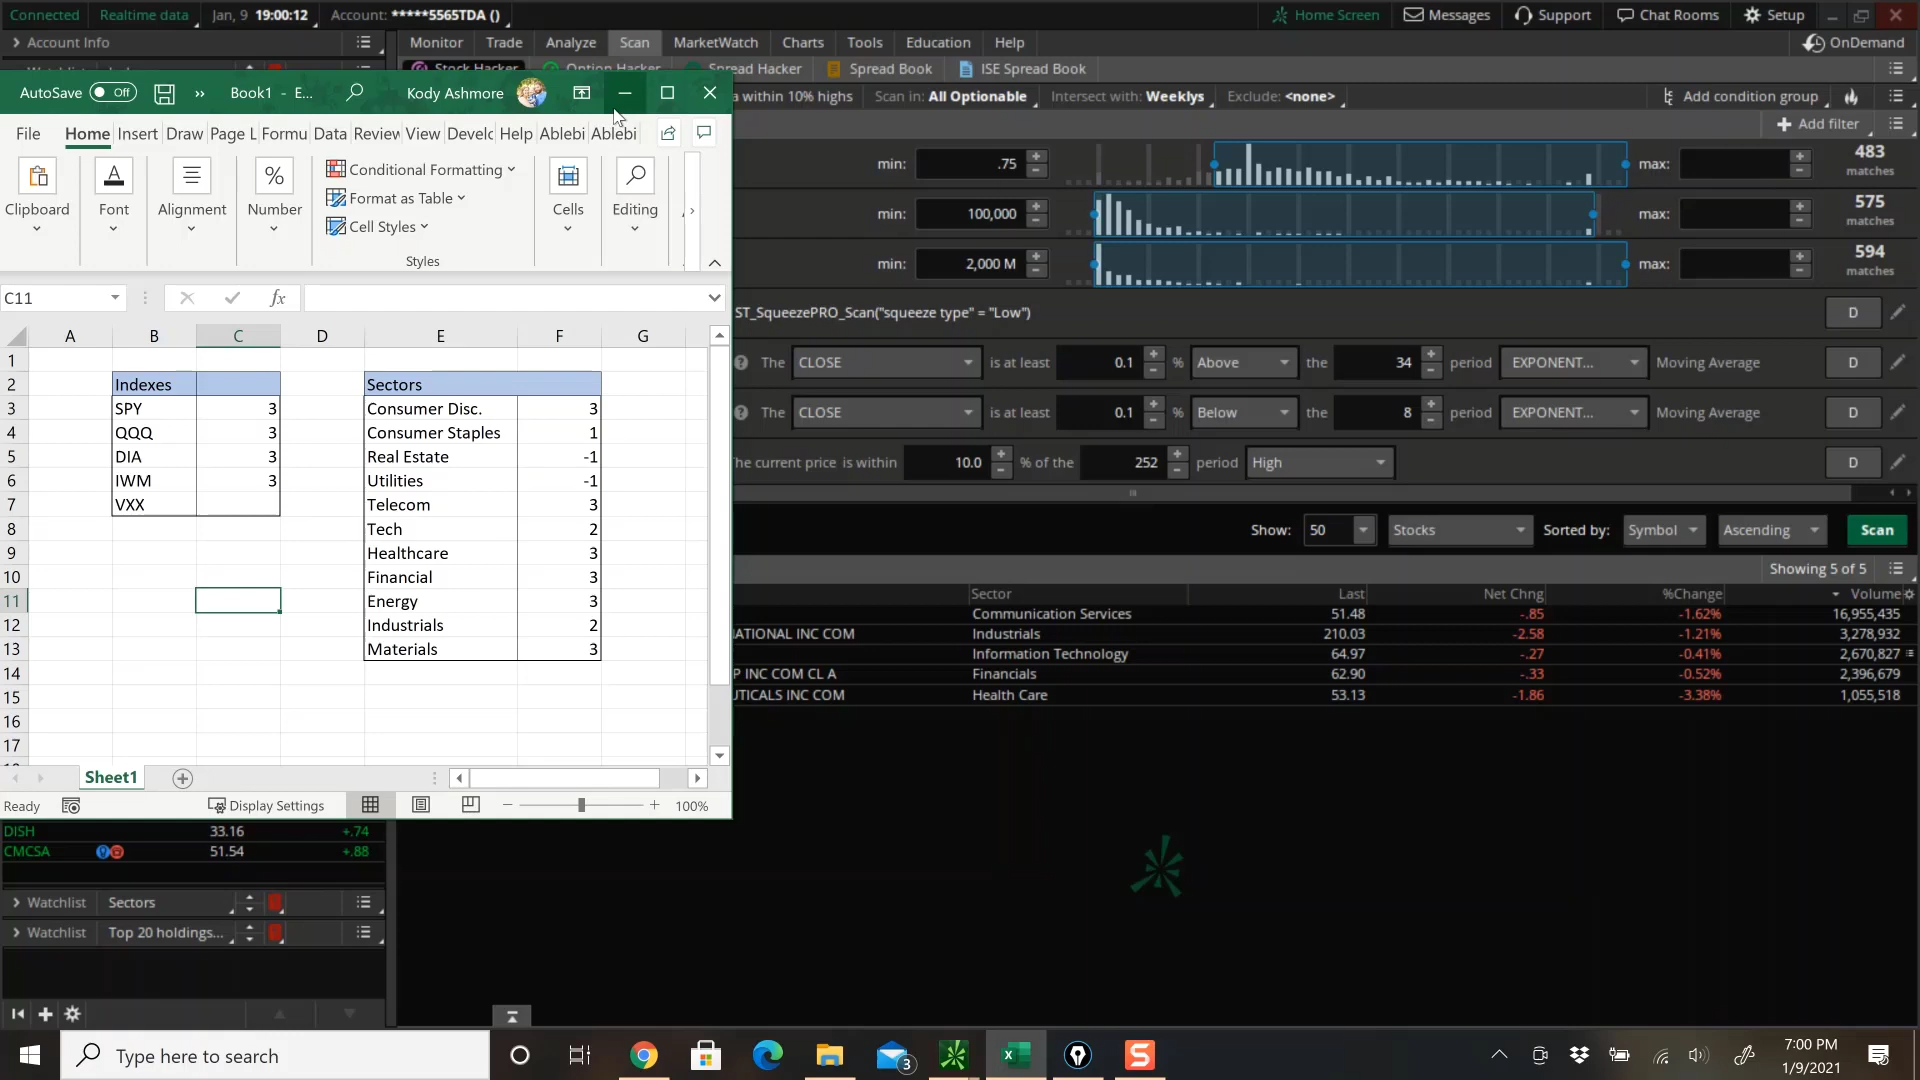 Connected Realtime data Jan, 9 19:00:12 Account: *****5565TDA () Home Screen Messages Support Chat Rooms Setup
Account Info Monitor Trade Analyze Scan MarketWatch Charts Tools Education Help OnDemand
Stock Hacker Option Hacker Spread Hacker Spread Book ISE Spread Book
AutoSave Off Book1 - E... Kody Ashmore
a within 10% highs Scan in: All Optionable Intersect with: Weeklys Exclude: <none> Add condition group
Add filter
File Home Insert Draw Page L Formu Data Review View Develc Help Ablebi Ablebi
Clipboard Font Alignment Number Cells Editing
Conditional Formatting
Format as Table
Cell Styles
Styles
min: .75 max: 483 matches
min: 100,000 max: 575 matches
min: 2,000 M max: 594 matches
C11 fx
ST_SqueezePRO_Scan("squeeze type" = "Low") D
The CLOSE is at least 0.1 % Above the 34 period EXPONENT... Moving Average D
The CLOSE is at least 0.1 % Below the 8 period EXPONENT... Moving Average D
The current price is within 10.0 % of the 252 period High D
A B C D E F G
1
2 Indexes Sectors
3 SPY 3 Consumer Disc. 3
4 QQQ 3 Consumer Staples 1
5 DIA 3 Real Estate -1
6 IWM 3 Utilities -1
7 VXX Telecom 3
8 Tech 2
9 Healthcare 3
10 Financial 3
11 Energy 3
12 Industrials 2
13 Materials 3
14
15
16
17
Sheet1
Ready Display Settings 100%
Show: 50 Stocks Sorted by: Symbol Ascending Scan
Showing 5 of 5
Sector Last Net Chng %Change Volume
Communication Services 51.48 -.85 -1.62% 16,955,435
NATIONAL INC COM Industrials 210.03 -2.58 -1.21% 3,278,932
Information Technology 64.97 -.27 -0.41% 2,670,827
P INC COM CL A Financials 62.90 -.33 -0.52% 2,396,679
UTICALS INC COM Health Care 53.13 -1.86 -3.38% 1,055,518
DISH 33.16 +.74
CMCSA 51.54 +.88
Watchlist Sectors
Watchlist Top 20 holdings...
Type here to search 3 7:00 PM
1/9/2021